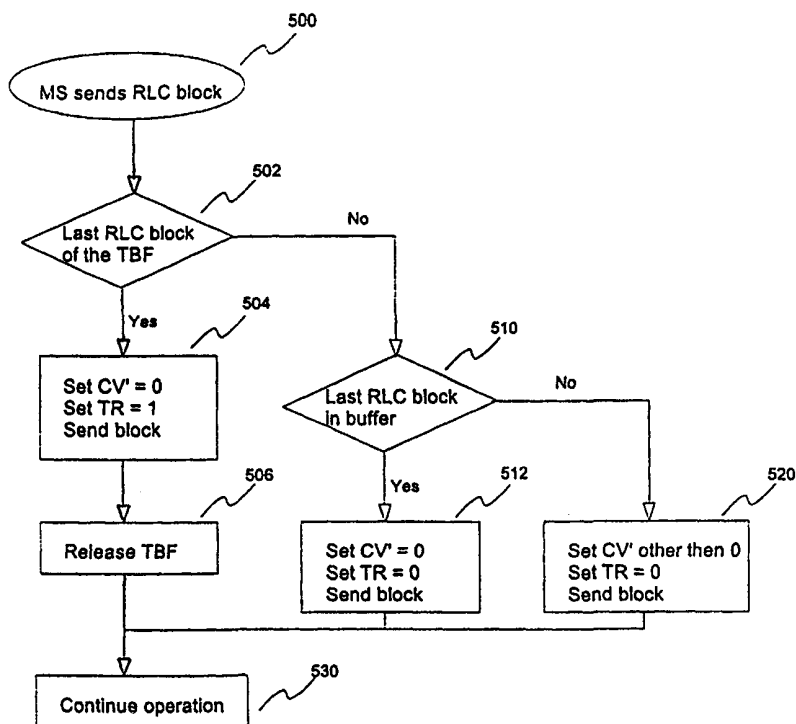 500
MS sends RLC block
502
Last RLC block
of the TBF
No
Yes
504
Set CV' = 0
Set TR = 1
Send block
510
Last RLC block
in buffer
No
Yes
506
Release TBF
512
Set CV' = 0
Set TR = 0
Send block
520
Set CV' other then 0
Set TR = 0
Send block
530
Continue operation